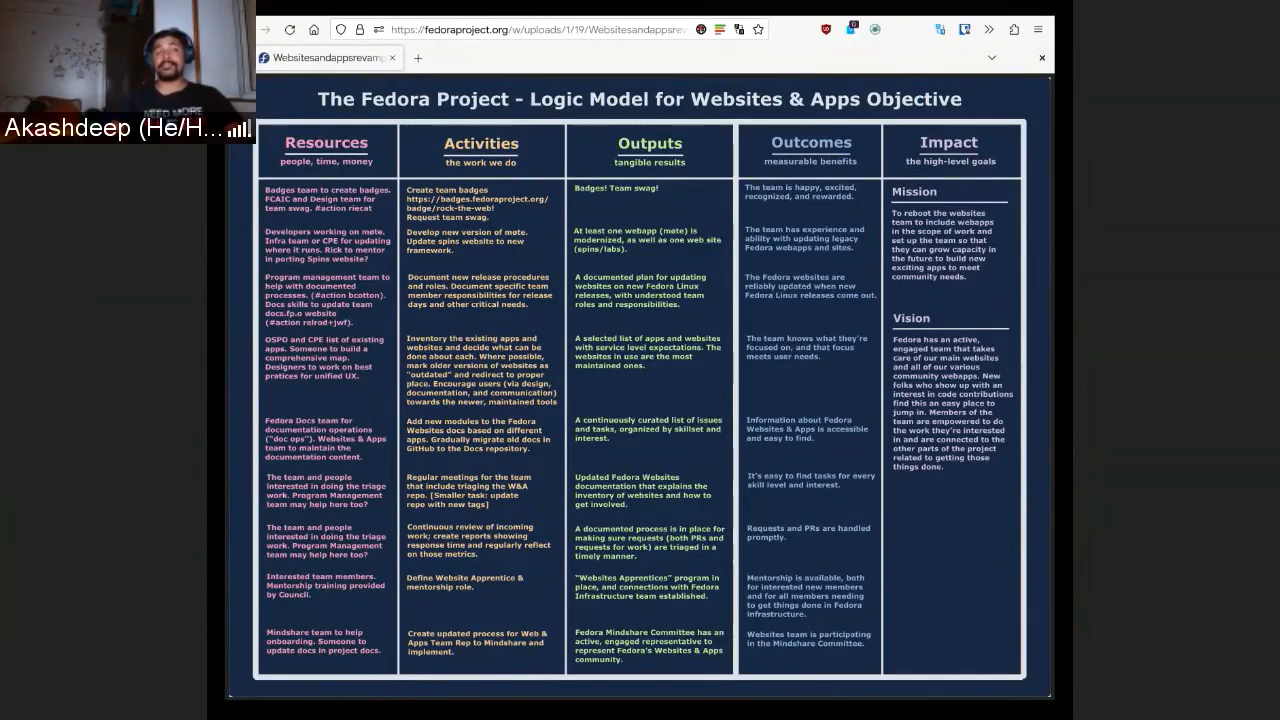 https://fedoraproject.org/w/uploads/1/19/Websitesandappsrev
Websitesandappsrevamp
NEED MORE
Akashdeep (He/H...
The Fedora Project - Logic Model for Websites & Apps Objective
Resources
people, time, money
Badges team to create badges.
FCAIC and Design team for
team swag. #action riecat
Developers working on møte.
Infra team or CPE for updating
where it runs. Rick to mentor
in porting Spins website?
Program management team to
help with documented
processes. (#action bcotton).
Docs skills to update team
docs.fp.o website
(#action relrod+jwf).
OSPO and CPE list of existing
apps. Someone to build a
comprehensive map.
Designers to work on best
pratices for unified UX.
Fedora Docs team for
documentation operations
("doc ops"). Websites & Apps
team to maintain the
documentation content.
The team and people
interested in doing the triage
work. Program Management
team may help here too?
The team and people
interested in doing the triage
work. Program Management
team may help here too?
Interested team members.
Mentorship training provided
by Council.
Mindshare team to help
onboarding. Someone to
update docs in project docs.
Activities
the work we do
Create team badges
https://badges.fedoraproject.org/
badge/rock-the-web!
Request team swag.
Develop new version of møte.
Update spins website to new
framework.
Document new release procedures
and roles. Document specific team
member responsibilities for release
days and other critical needs.
Inventory the existing apps and
websites and decide what can be
done about each. Where possible,
mark older versions of websites as
"outdated" and redirect to proper
place. Encourage users (via design,
documentation, and communication)
towards the newer, maintained tools
Add new modules to the Fedora
Websites docs based on different
apps. Gradually migrate old docs in
GitHub to the Docs repository.
Regular meetings for the team
that include triaging the W&A
repo. [Smaller task: update
repo with new tags]
Continuous review of incoming
work; create reports showing
response time and regularly reflect
on those metrics.
Define Website Apprentice &
mentorship role.
Create updated process for Web &
Apps Team Rep to Mindshare and
implement.
Outputs
tangible results
Badges! Team swag!
At least one webapp (møte) is
modernized, as well as one web site
(spins/labs).
A documented plan for updating
websites on new Fedora Linux
releases, with understood team
roles and responsibilities.
A selected list of apps and websites
with service level expectations. The
websites in use are the most
maintained ones.
A continuously curated list of issues
and tasks, organized by skillset and
interest.
Updated Fedora Websites
documentation that explains the
inventory of websites and how to
get involved.
A documented process is in place for
making sure requests (both PRs and
requests for work) are triaged in a
timely manner.
"Websites Apprentices" program in
place, and connections with Fedora
Infrastructure team established.
Fedora Mindshare Committee has an
active, engaged representative to
represent Fedora's Websites & Apps
community.
Outcomes
measurable benefits
The team is happy, excited,
recognized, and rewarded.
The team has experience and
ability with updating legacy
Fedora webapps and sites.
The Fedora websites are
reliably updated when new
Fedora Linux releases come out.
The team knows what they're
focused on, and that focus
meets user needs.
Information about Fedora
Websites & Apps is accessible
and easy to find.
It's easy to find tasks for every
skill level and interest.
Requests and PRs are handled
promptly.
Mentorship is available, both
for interested new members
and for all members needing
to get things done in Fedora
infrastructure.
Websites team is participating
in the Mindshare Committee.
Impact
the high-level goals
Mission
To reboot the websites
team to include webapps
in the scope of work and
set up the team so that
they can grow capacity
in the future to build new
exciting apps to meet
community needs.
Vision
Fedora has an active,
engaged team that takes
care of our main websites
and all of our various
community webapps. New
folks who show up with an
interest in code contributions
find this an easy place to
jump in. Members of the
team are empowered to do
the work they're interested
in and are connected to the
other parts of the project
related to getting those
things done.